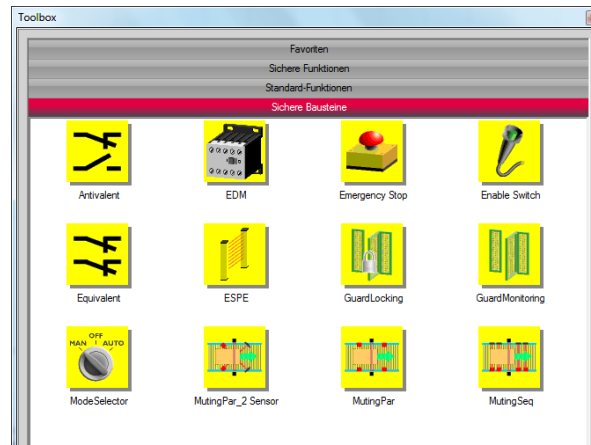 Toolbox
Favoriten
Sichere Funktionen
Standard-Funktionen
Sichere Bausteine
Antivalent
EDM
Emergency Stop
Enable Switch
Equivalent
ESPE
GuardLocking
GuardMonitoring
OFF
MAN AUTO
ModeSelector
MutingPar_2 Sensor
MutingPar
MutingSeq